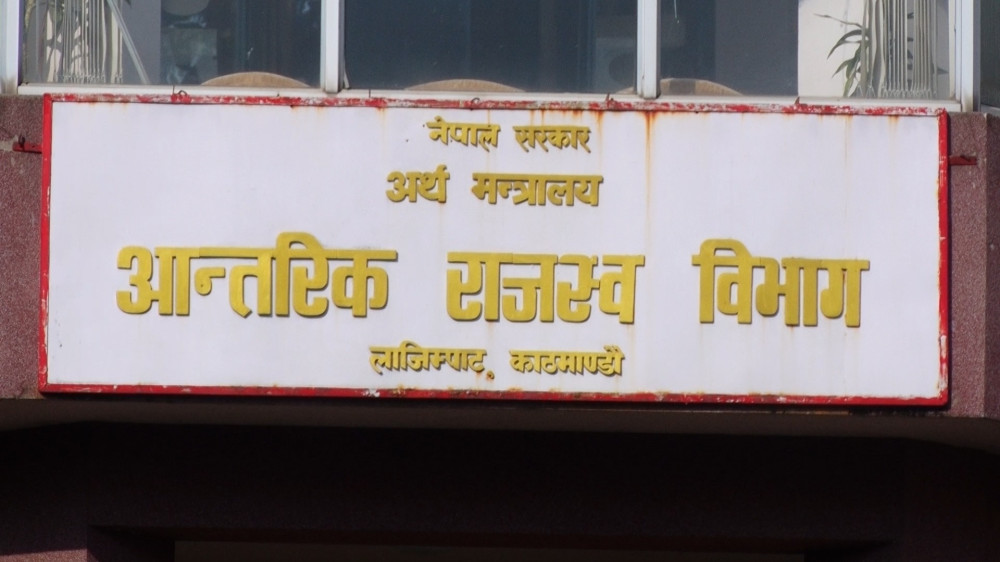 नेपाल सरकार
अर्थ मन्त्रालय
आन्तरिक राजस्व विभाग
लाजिम्पाट, काठमाण्डौ